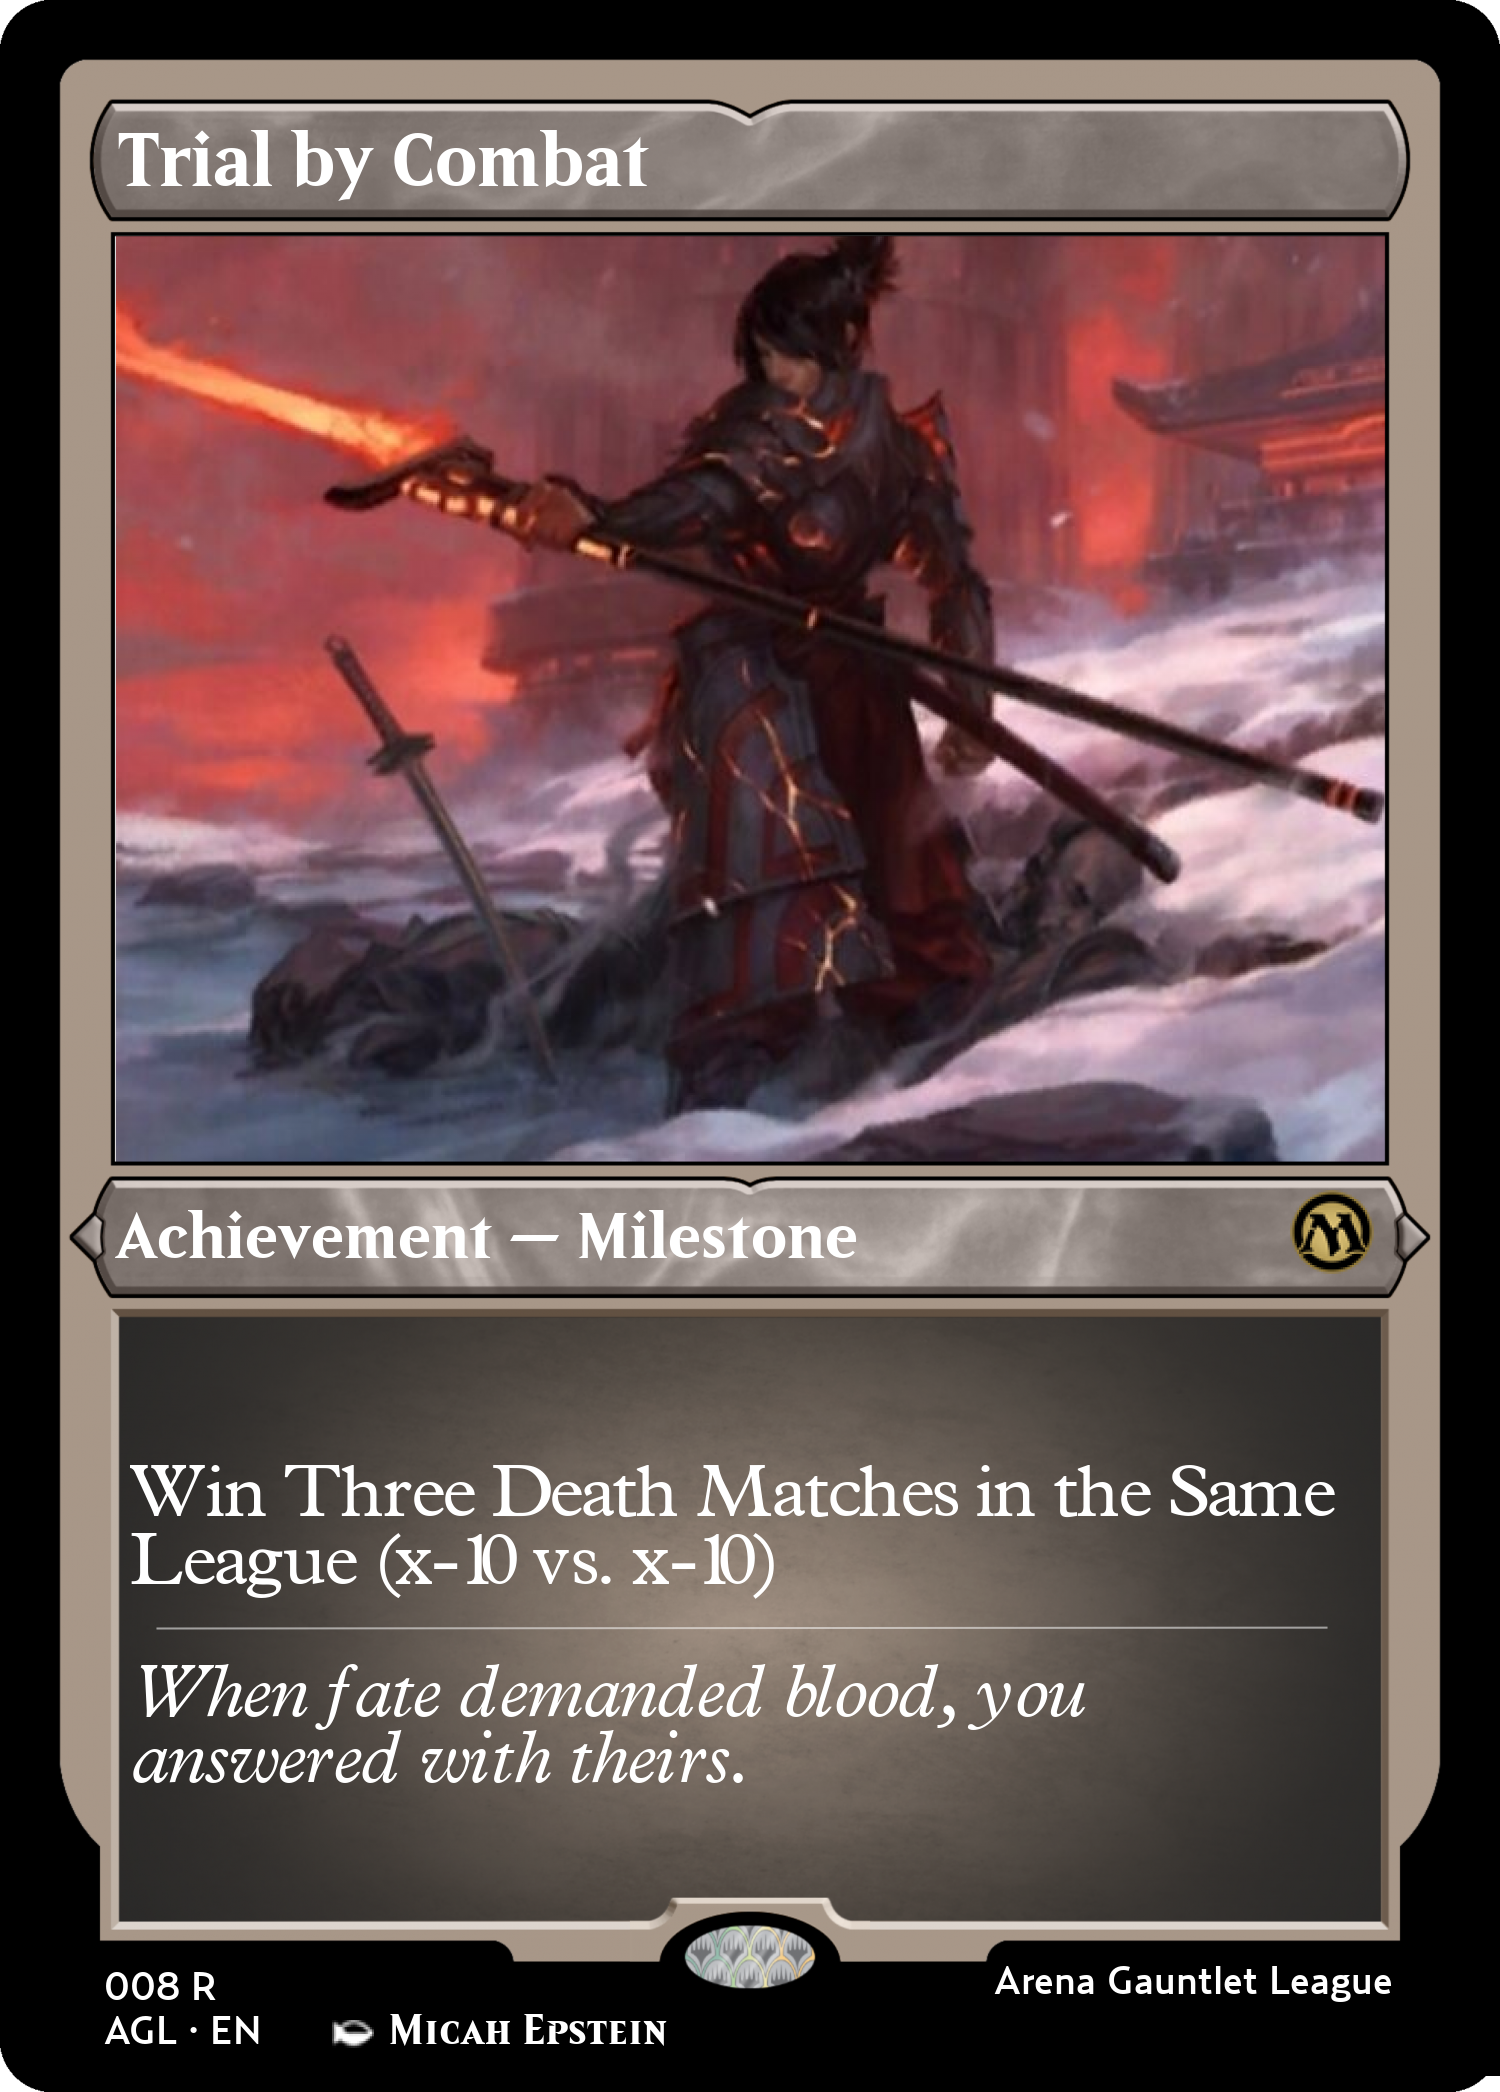 Trial by Combat
Achievement — Milestone
M
Win Three Death Matches in the Same
League (x-10 vs. x-10)
When fate demanded blood, you
answered with theirs.
008 R
Arena Gauntlet League
AGL · EN
MICAH EPSTEIN